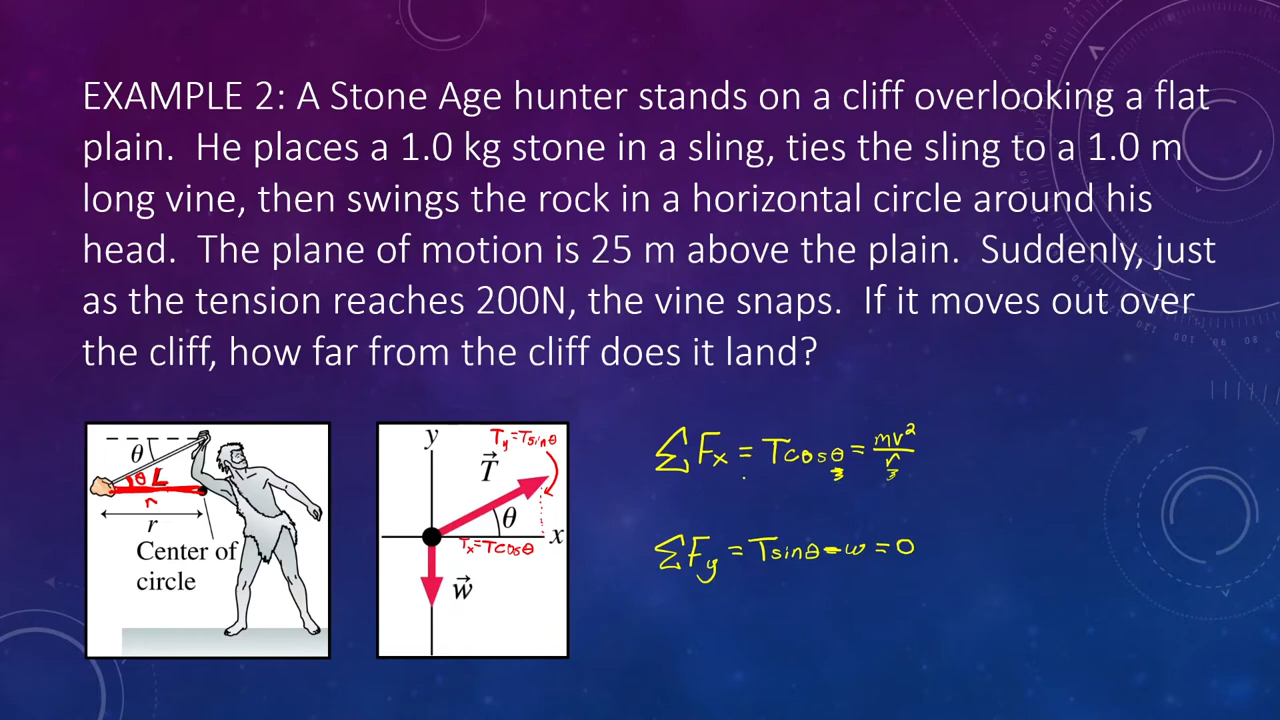 EXAMPLE 2: A Stone Age hunter stands on a cliff overlooking a flat
plain. He places a 1.0 kg stone in a sling, ties the sling to a 1.0 m
long vine, then swings the rock in a horizontal circle around his
head. The plane of motion is 25 m above the plain. Suddenly, just
as the tension reaches 200N, the vine snaps. If it moves out over
the cliff, how far from the cliff does it land?
θ
θ L
r
r
Center of
circle
y
T_y = Tsinθ
T⃗
θ
x
T_x = Tcosθ
w⃗
ΣF_x = Tcosθ = mv²/r
ΣF_y = Tsinθ - w = 0